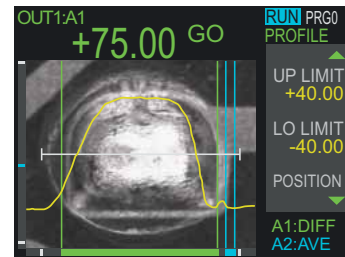 OUT1:A1
+75.00 GO
RUN PRG0
PROFILE
UP LIMIT
+40.00
LO LIMIT
-40.00
POSITION
A1:DIFF
A2:AVE